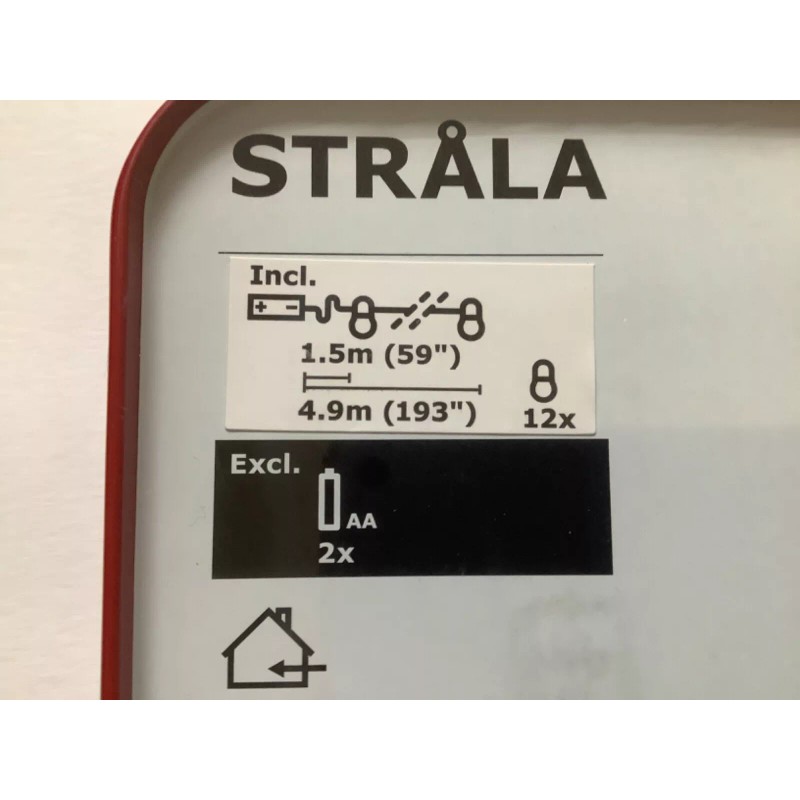 STRÅLA
Incl.
+ -
1.5m (59")
4.9m (193")
12x
Excl.
AA
2x